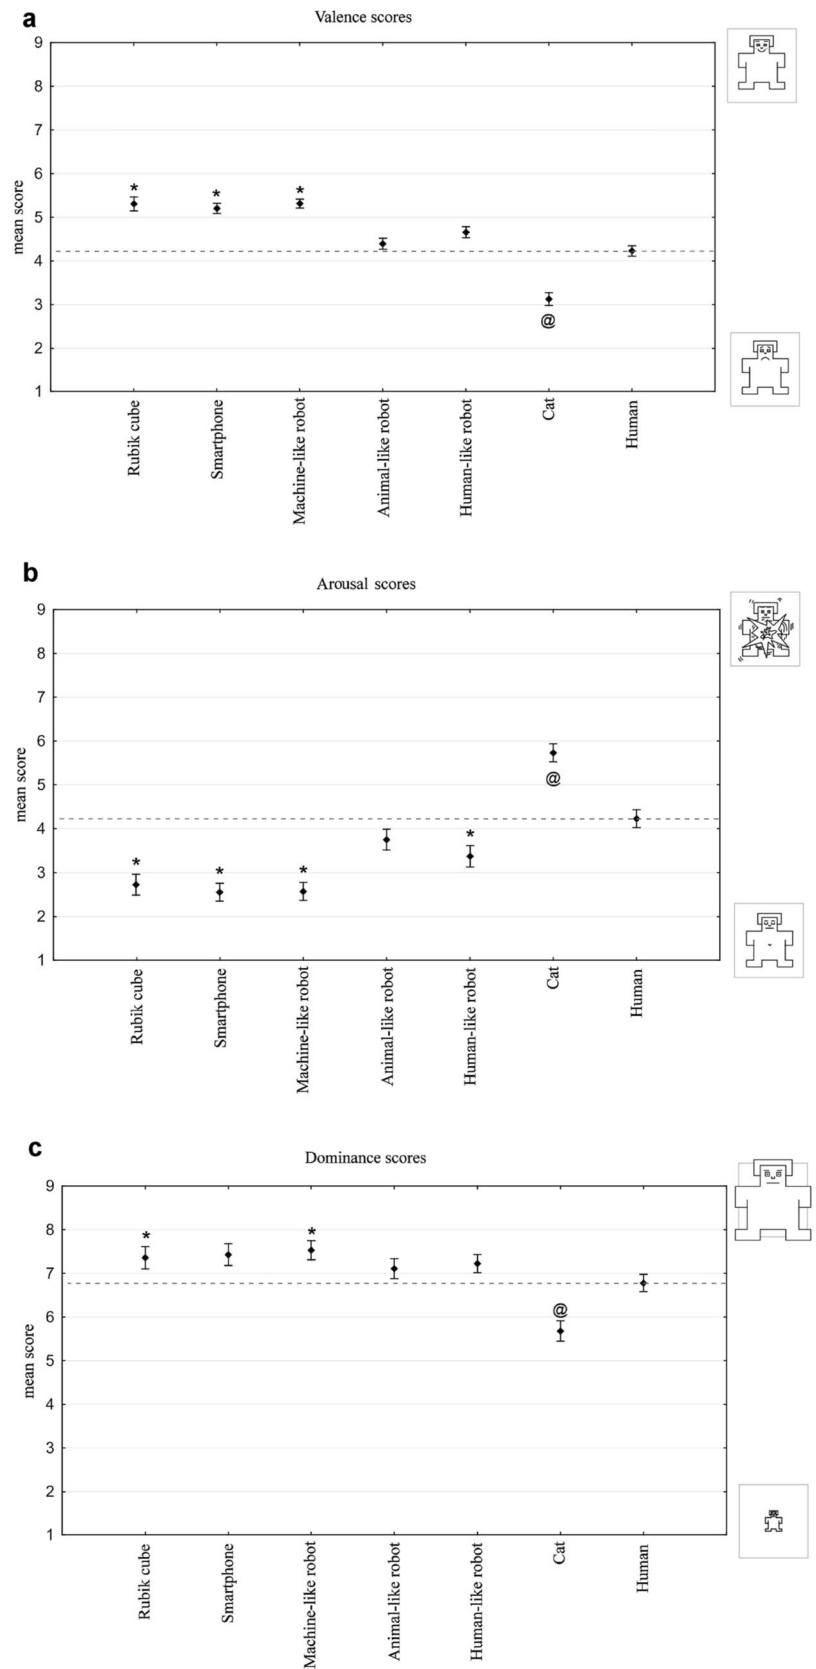 a
Valence scores
9
8
7
6
5
4
3
2
1
mean score
*
*
*
@
Rubik cube
Smartphone
Machine-like robot
Animal-like robot
Human-like robot
Cat
Human
b
Arousal scores
9
8
7
6
5
4
3
2
1
mean score
*
*
*
*
@
Rubik cube
Smartphone
Machine-like robot
Animal-like robot
Human-like robot
Cat
Human
c
Dominance scores
9
8
7
6
5
4
3
2
1
mean score
*
*
@
Rubik cube
Smartphone
Machine-like robot
Animal-like robot
Human-like robot
Cat
Human